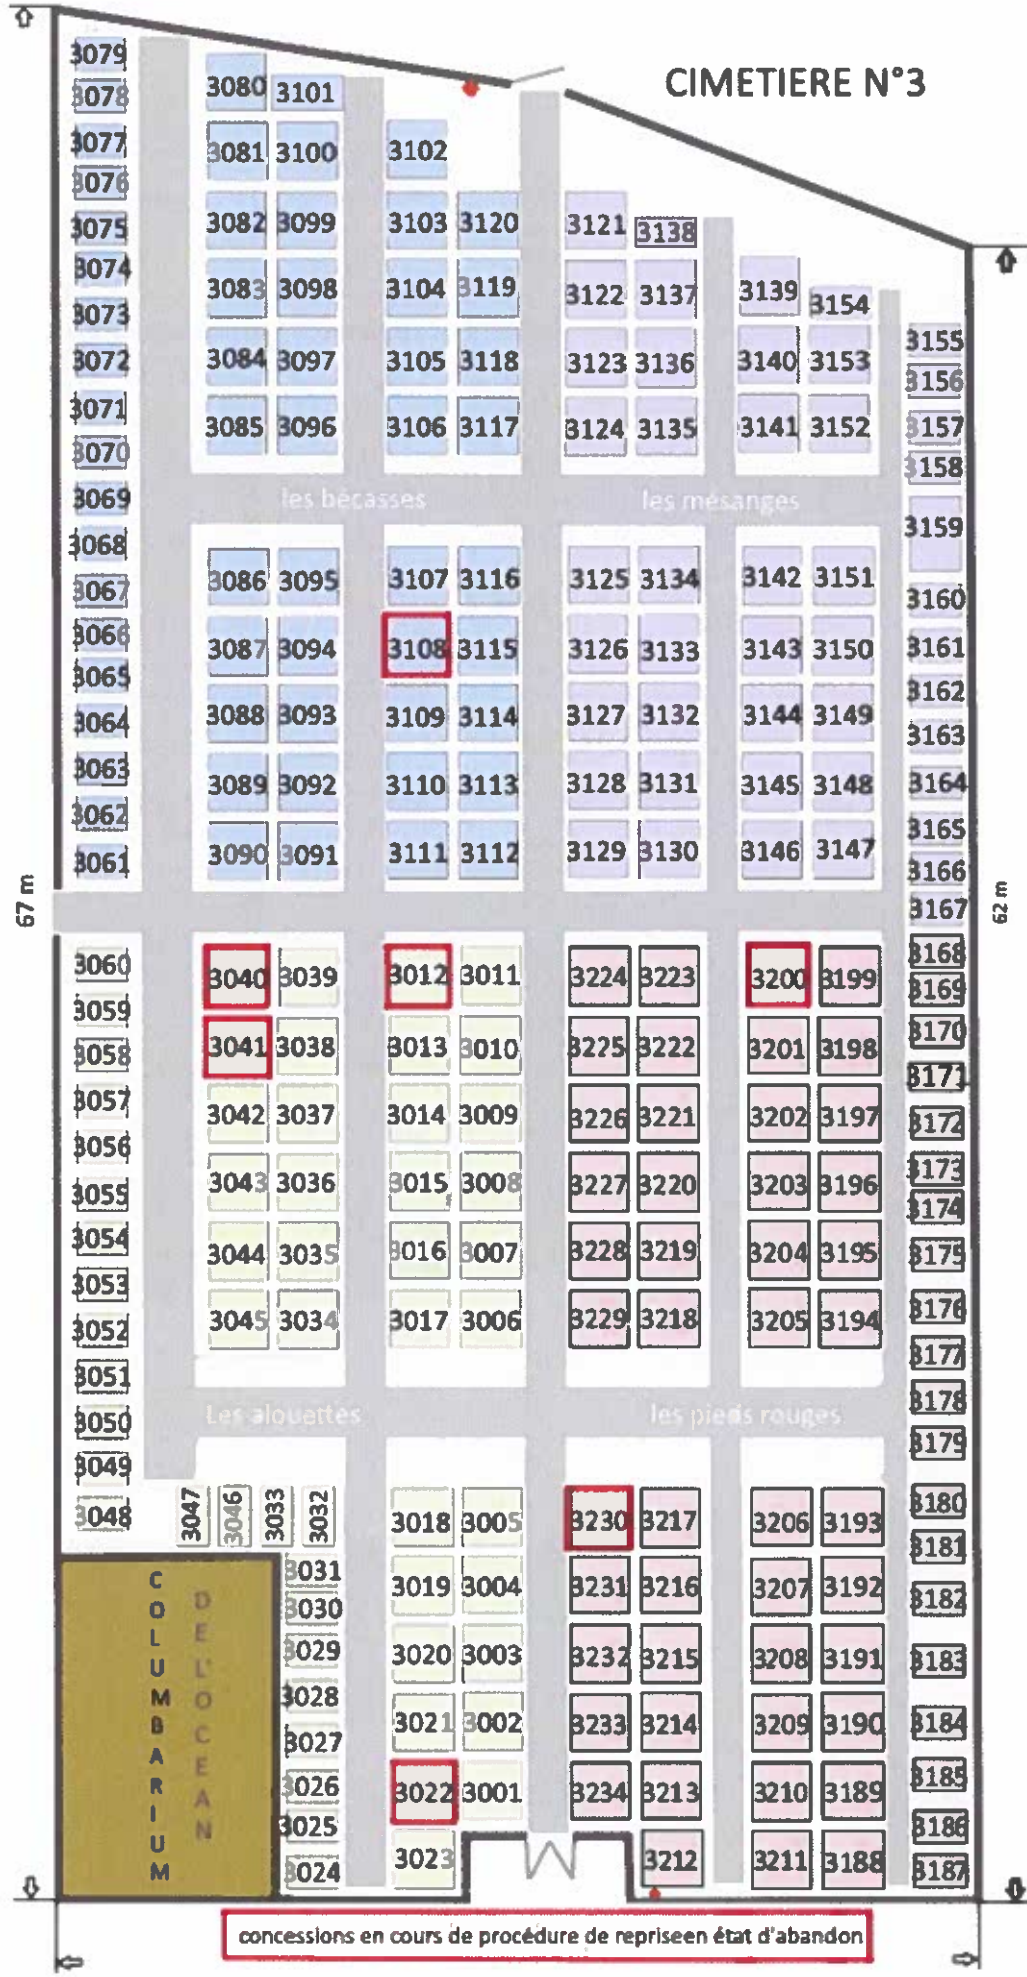 CIMETIERE N°3
3079
3078
3080 3101
3077
3081 3100 3102
3076
3075 3082 3099 3103 3120 3121 3138
3074 3083 3098 3104 3119 3122 3137 3139 3154
3073
3072 3084 3097 3105 3118 3123 3136 3140 3153 3155
3156
3071 3085 3096 3106 3117 3124 3135 3141 3152 3157
3070 3158
3069 les bécasses les mésanges
3068 3159
3067 3086 3095 3107 3116 3125 3134 3142 3151 3160
3066 3087 3094 3108 3115 3126 3133 3143 3150 3161
3065 3162
3064 3088 3093 3109 3114 3127 3132 3144 3149 3163
3063 3089 3092 3110 3113 3128 3131 3145 3148 3164
3062 3165
3061 3090 3091 3111 3112 3129 3130 3146 3147 3166
67 m 62 m
3167
3060 3040 3039 3012 3011 3224 3223 3200 3199 3168
3169
3059 3170
3058 3041 3038 3013 3010 3225 3222 3201 3198 3171
3057 3042 3037 3014 3009 3226 3221 3202 3197 3172
3056 3173
3055 3043 3036 3015 3008 3227 3220 3203 3196 3174
3054 3044 3035 3016 3007 3228 3219 3204 3195 3175
3053 3176
3052 3045 3034 3017 3006 3229 3218 3205 3194 3177
3051 3178
3050 Les alouettes les pieds rouges 3179
3049
3048 3047 3046 3033 3032 3018 3005 3230 3217 3206 3193 3180
3181
3031 3019 3004 3231 3216 3207 3192 3182
3030
3029 3020 3003 3232 3215 3208 3191 3183
3028
3027 3021 3002 3233 3214 3209 3190 3184
3026 3022 3001 3234 3213 3210 3189 3185
3025 3186
3024 3023 3212 3211 3188 3187
COLUMBARIUM
DE L'OCEAN
concessions en cours de procédure de repriseen état d'abandon